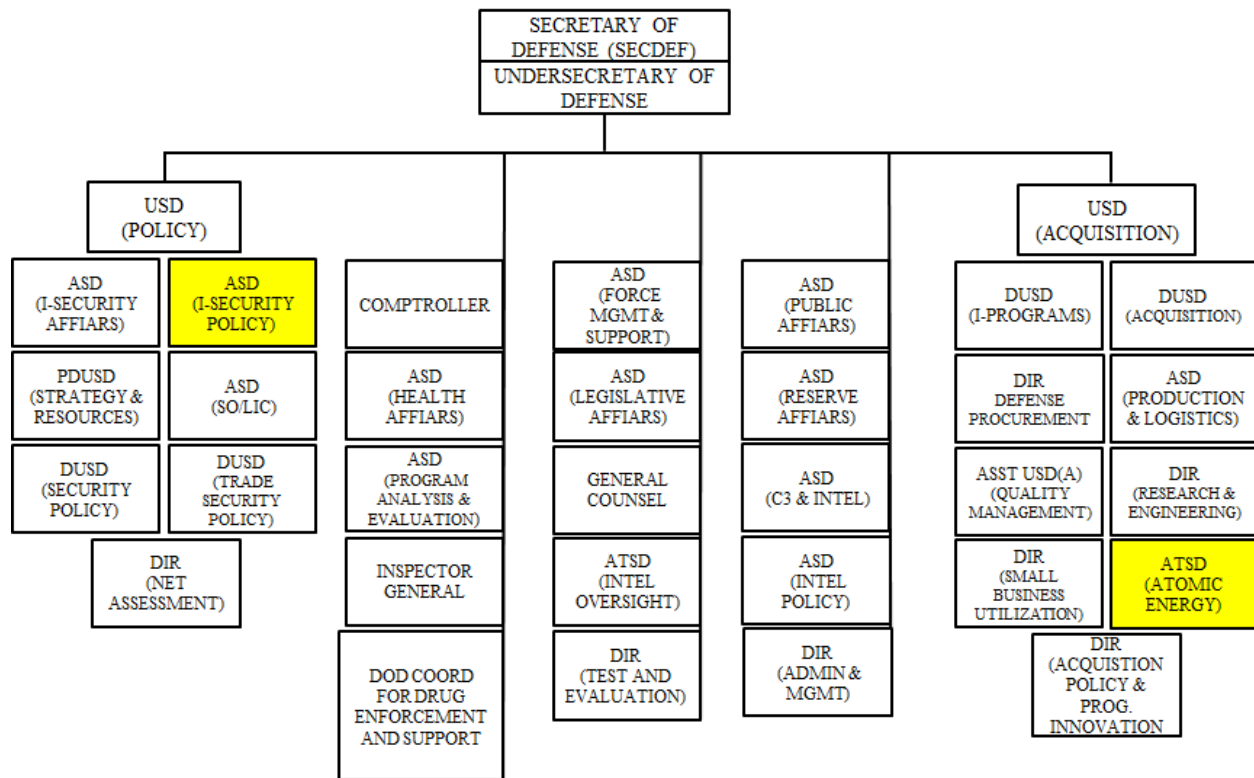 SECRETARY OF
DEFENSE (SECDEF)
UNDERSECRETARY OF
DEFENSE
USD
(POLICY)
USD
(ACQUISITION)
ASD
(I-SECURITY
AFFIARS)
ASD
(I-SECURITY
POLICY)
PDUSD
(STRATEGY &
RESOURCES)
ASD
(SO/LIC)
DUSD
(SECURITY
POLICY)
DUSD
(TRADE
SECURITY
POLICY)
DIR
(NET
ASSESSMENT)
COMPTROLLER
ASD
(HEALTH
AFFIARS)
ASD
(PROGRAM
ANALYSIS &
EVALUATION)
INSPECTOR
GENERAL
DOD COORD
FOR DRUG
ENFORCEMENT
AND SUPPORT
ASD
(FORCE
MGMT &
SUPPORT)
ASD
(LEGISLATIVE
AFFIARS)
GENERAL
COUNSEL
ATSD
(INTEL
OVERSIGHT)
DIR
(TEST AND
EVALUATION)
ASD
(PUBLIC
AFFIARS)
ASD
(RESERVE
AFFIARS)
ASD
(C3 & INTEL)
ASD
(INTEL
POLICY)
DIR
(ADMIN &
MGMT)
DUSD
(I-PROGRAMS)
DUSD
(ACQUISITION)
DIR
DEFENSE
PROCUREMENT
ASD
(PRODUCTION
& LOGISTICS)
ASST USD(A)
(QUALITY
MANAGEMENT)
DIR
(RESEARCH &
ENGINEERING)
DIR
(SMALL
BUSINESS
UTILIZATION)
ATSD
(ATOMIC
ENERGY)
DIR
(ACQUISTION
POLICY &
PROG.
INNOVATION